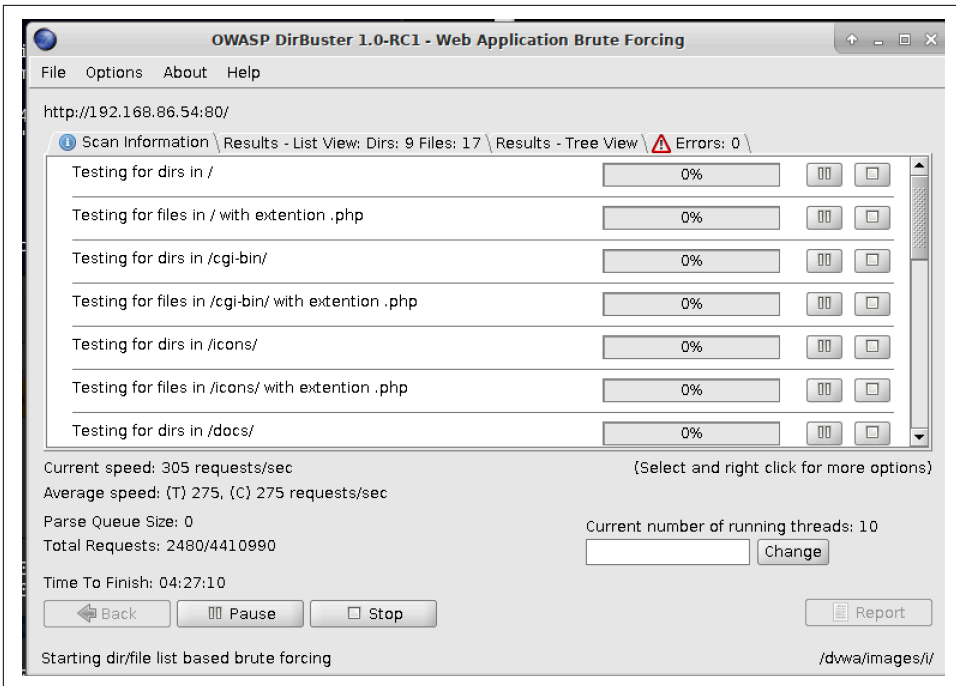 OWASP DirBuster 1.0-RC1 - Web Application Brute Forcing
File Options About Help
http://192.168.86.54:80/
Scan Information Results - List View: Dirs: 9 Files: 17 Results - Tree View Errors: 0
Testing for dirs in / 0%
Testing for files in / with extention .php 0%
Testing for dirs in /cgi-bin/ 0%
Testing for files in /cgi-bin/ with extention .php 0%
Testing for dirs in /icons/ 0%
Testing for files in /icons/ with extention .php 0%
Testing for dirs in /docs/ 0%
Current speed: 305 requests/sec (Select and right click for more options)
Average speed: (T) 275, (C) 275 requests/sec
Parse Queue Size: 0 Current number of running threads: 10
Total Requests: 2480/4410990 Change
Time To Finish: 04:27:10
Back Pause Stop Report
Starting dir/file list based brute forcing /dvwa/images/i/